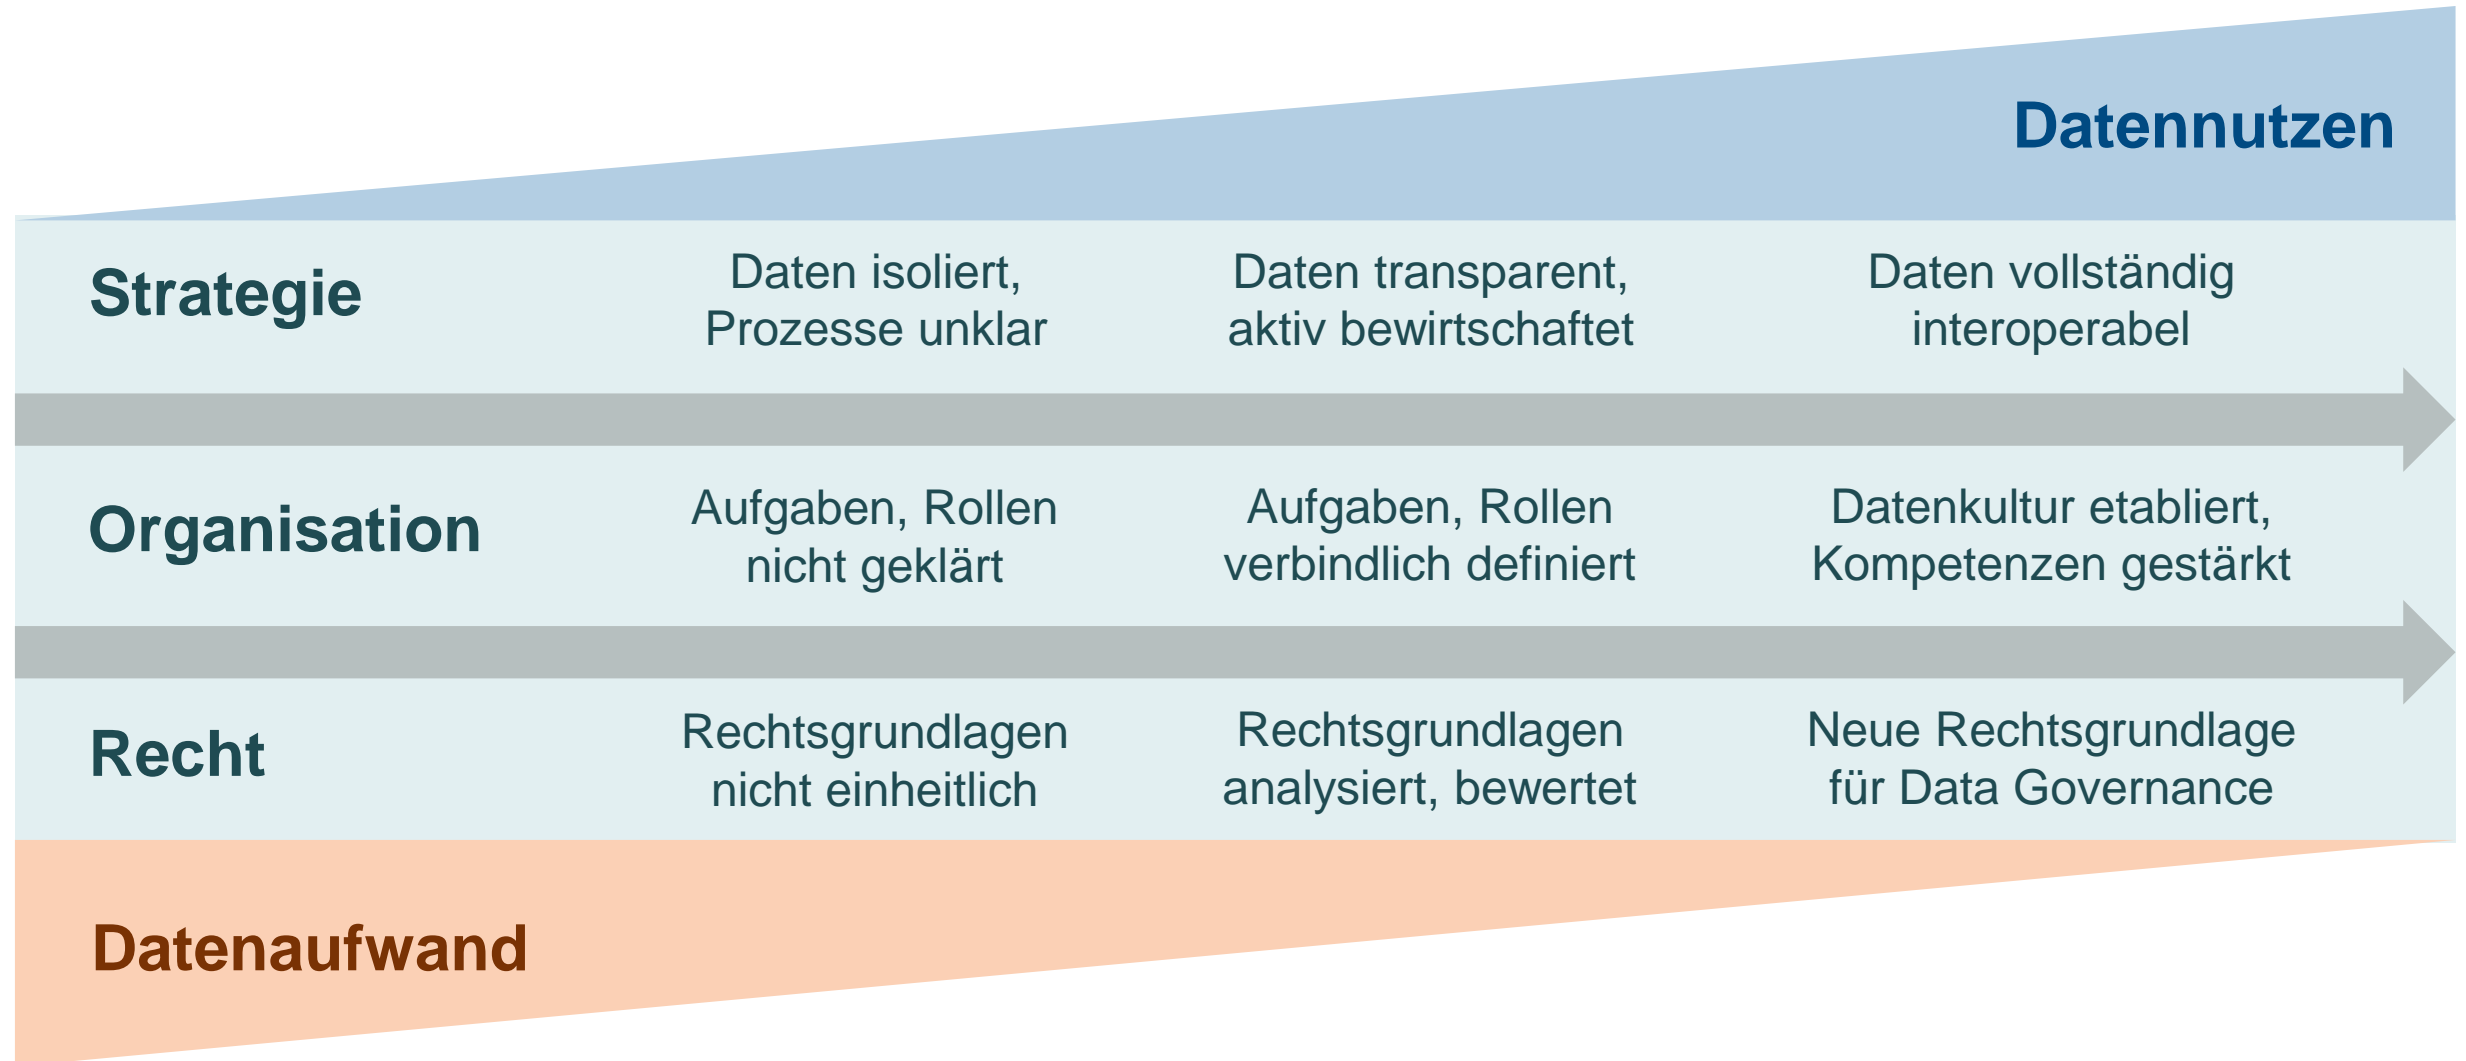 Datennutzen
Strategie
Daten isoliert,
Prozesse unklar
Daten transparent,
aktiv bewirtschaftet
Daten vollständig
interoperabel
Organisation
Aufgaben, Rollen
nicht geklärt
Aufgaben, Rollen
verbindlich definiert
Datenkultur etabliert,
Kompetenzen gestärkt
Recht
Rechtsgrundlagen
nicht einheitlich
Rechtsgrundlagen
analysiert, bewertet
Neue Rechtsgrundlage
für Data Governance
Datenaufwand